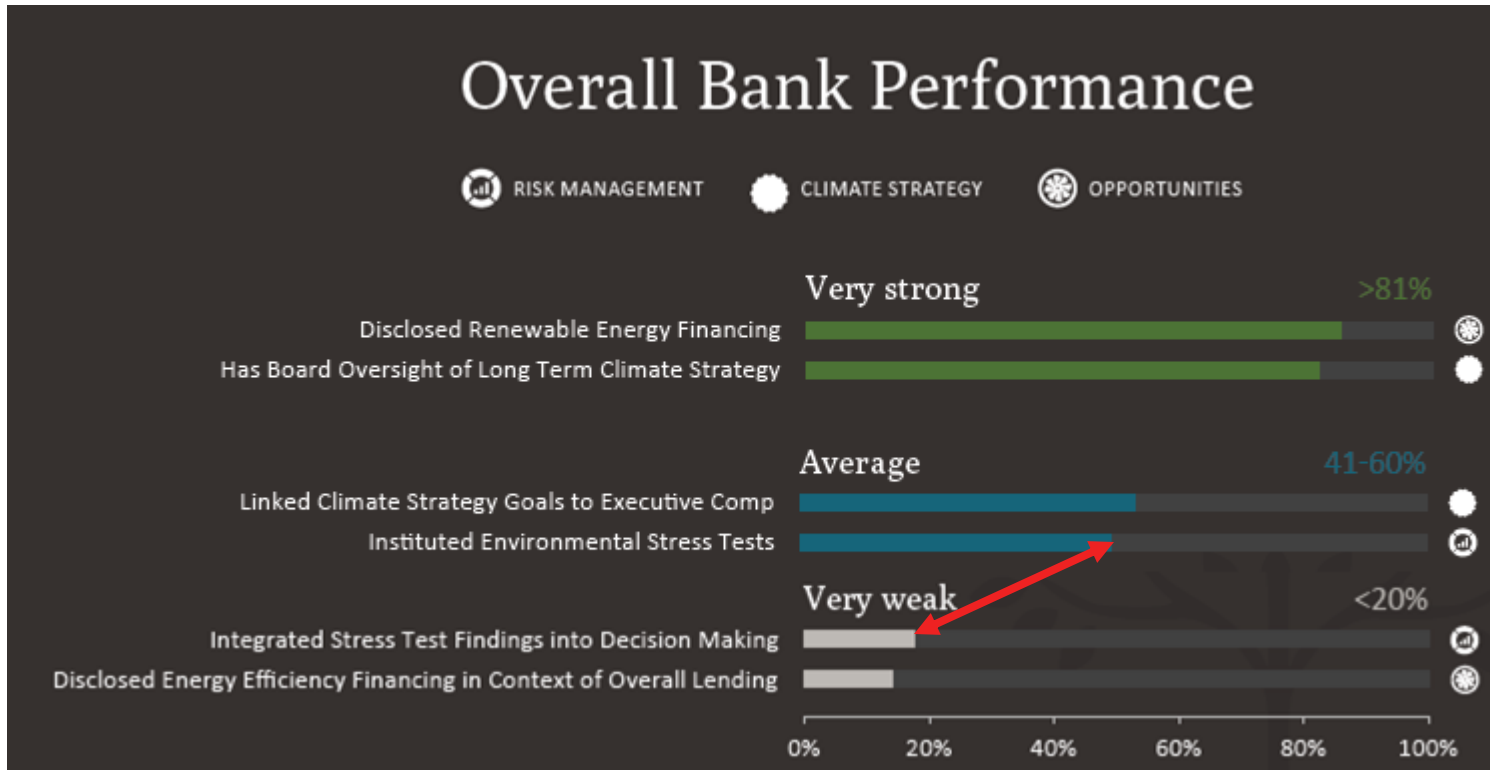 Overall Bank Performance
RISK MANAGEMENT CLIMATE STRATEGY OPPORTUNITIES
Very strong >81%
Disclosed Renewable Energy Financing
Has Board Oversight of Long Term Climate Strategy
Average 41-60%
Linked Climate Strategy Goals to Executive Comp
Instituted Environmental Stress Tests
Very weak <20%
Integrated Stress Test Findings into Decision Making
Disclosed Energy Efficiency Financing in Context of Overall Lending
0% 20% 40% 60% 80% 100%